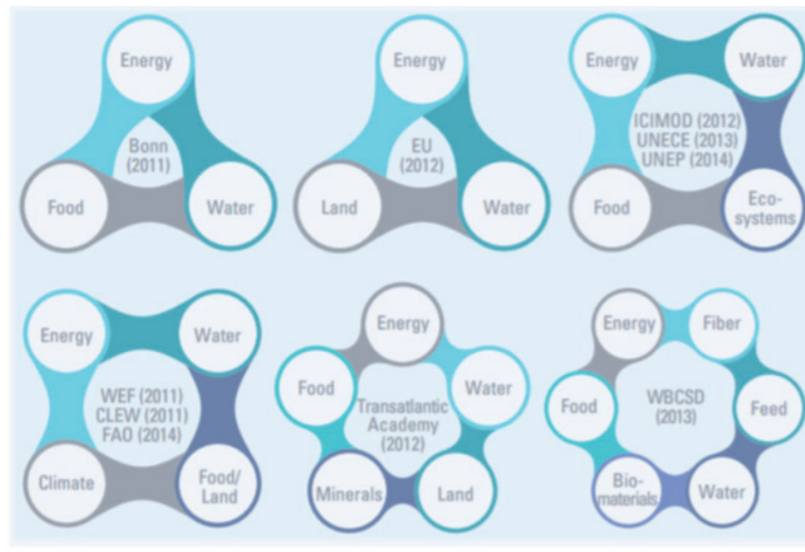 Energy
Bonn
(2011)
Food
Water
Energy
EU
(2012)
Land
Water
Energy
Water
ICIMOD (2012)
UNECE (2013)
UNEP (2014)
Food
Eco-
systems
Energy
Water
WEF (2011)
CLEW (2011)
FAO (2014)
Climate
Food/
Land
Energy
Food
Water
Transatlantic
Academy
(2012)
Minerals
Land
Energy
Fiber
Food
WBCSD
(2013)
Feed
Bio-
materials
Water